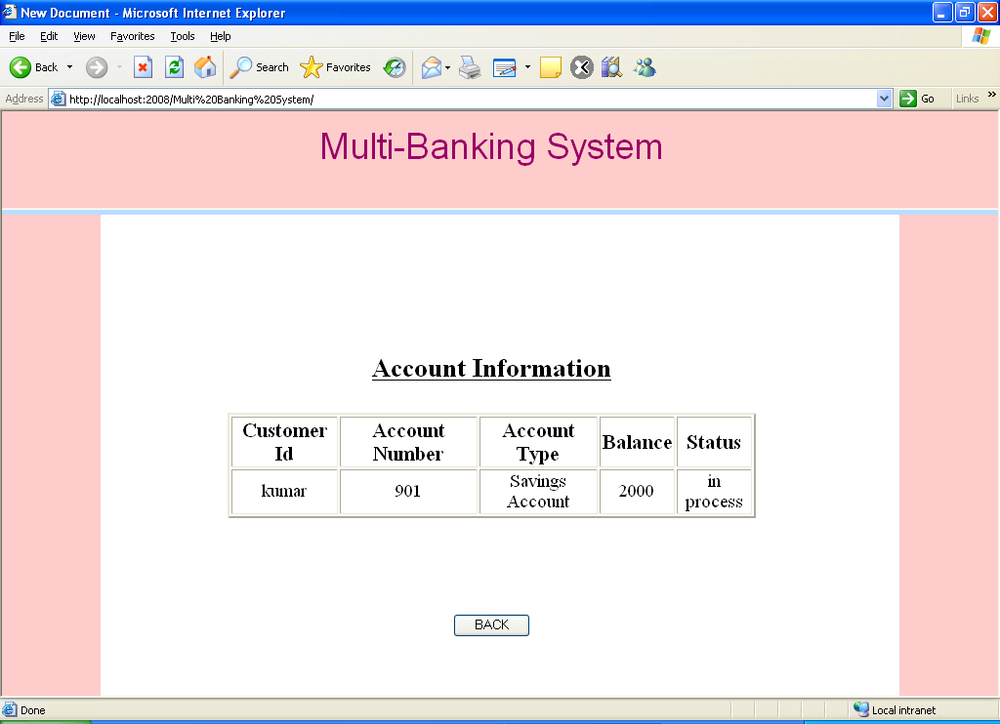 New Document - Microsoft Internet Explorer
File Edit View Favorites Tools Help
Back Search Favorites
Address http://localhost:2008/Multi%20Banking%20System/ Go Links »
Multi-Banking System
Account Information
Customer Id Account Number Account Type Balance Status
kumar 901 Savings Account 2000 in process
BACK
Done Local intranet